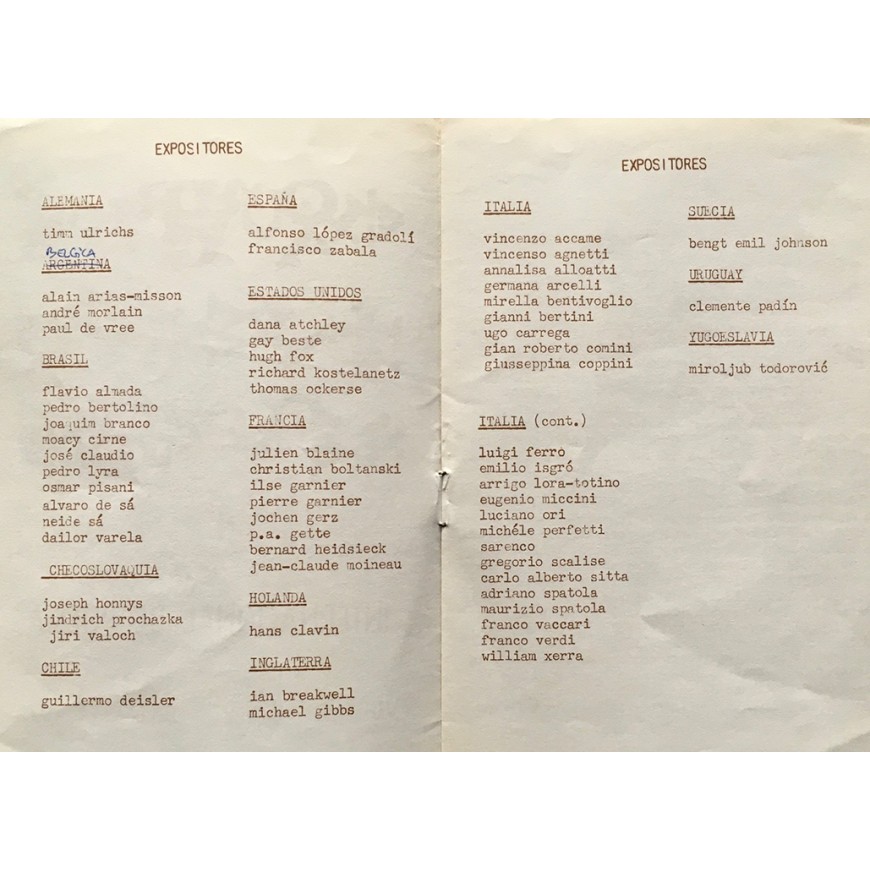 EXPOSITORES
ALEMANIA
timm ulrichs
BELGICA
ARGENTINA
alain arias-misson
andré morlain
paul de vree
BRASIL
flavio almada
pedro bertolino
joaquim branco
moacy cirne
josé claudio
pedro lyra
osmar pisani
alvaro de sá
neide sá
dailor varela
CHECOSLOVAQUIA
joseph honnys
jindrich prochazka
jiri valoch
CHILE
guillermo deisler
ESPAÑA
alfonso lópez gradolí
francisco zabala
ESTADOS UNIDOS
dana atchley
gay beste
hugh fox
richard kostelanetz
thomas ockerse
FRANCIA
julien blaine
christian boltanski
ilse garnier
pierre garnier
jochen gerz
p.a. gette
bernard heidsieck
jean-claude moineau
HOLANDA
hans clavin
INGLATERRA
ian breakwell
michael gibbs
EXPOSITORES
ITALIA
vincenzo accame
vincenso agnetti
annalisa alloatti
germana arcelli
mirella bentivoglio
gianni bertini
ugo carrega
gian roberto comini
giusseppina coppini
ITALIA (cont.)
luigi ferro
emilio isgró
arrigo lora-totino
eugenio miccini
luciano ori
michéle perfetti
sarenco
gregorio scalise
carlo alberto sitta
adriano spatola
maurizio spatola
franco vaccari
franco verdi
william xerra
SUECIA
bengt emil johnson
URUGUAY
clemente padín
YUGOESLAVIA
miroljub todorović